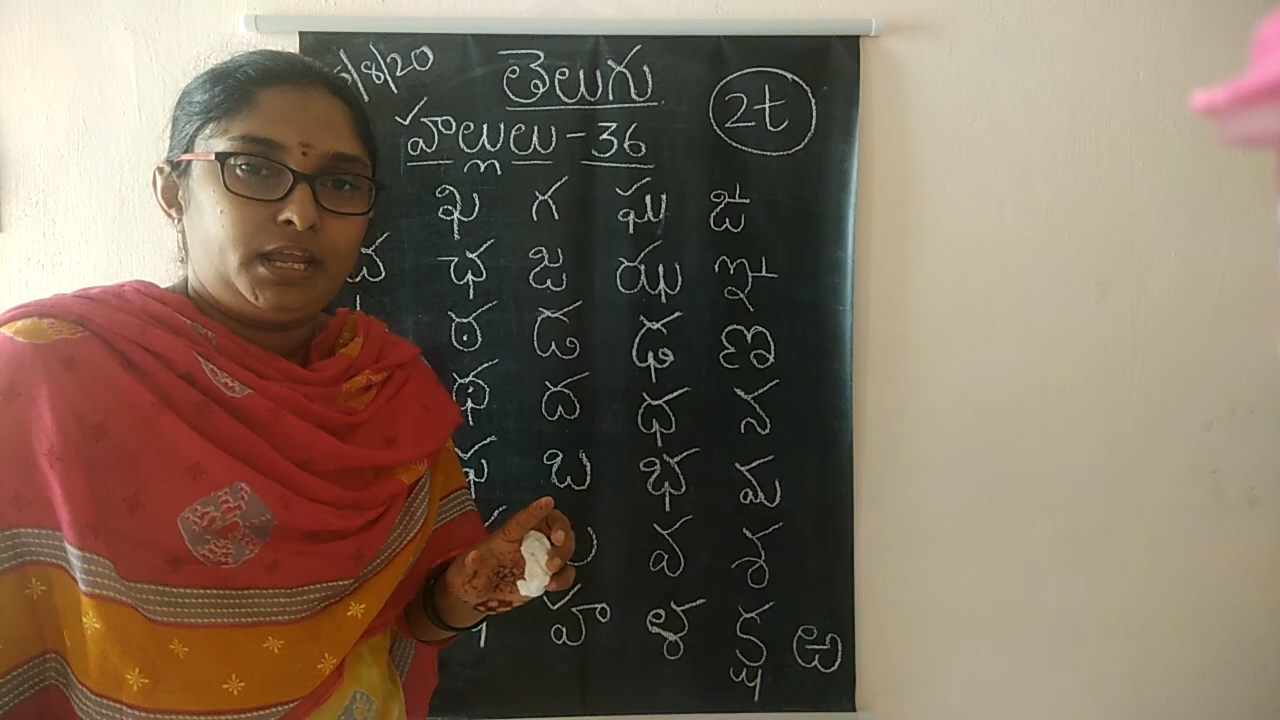 /8/20 తెలుగు 2t
హల్లులు - 36
ఖ గ ఘ ఙ
చ ఛ జ ఝ ఞ
ఠ డ ఢ ణ
థ ద ధ న
ఫ బ భ మ
వ
హ ళ క్ష ఱ